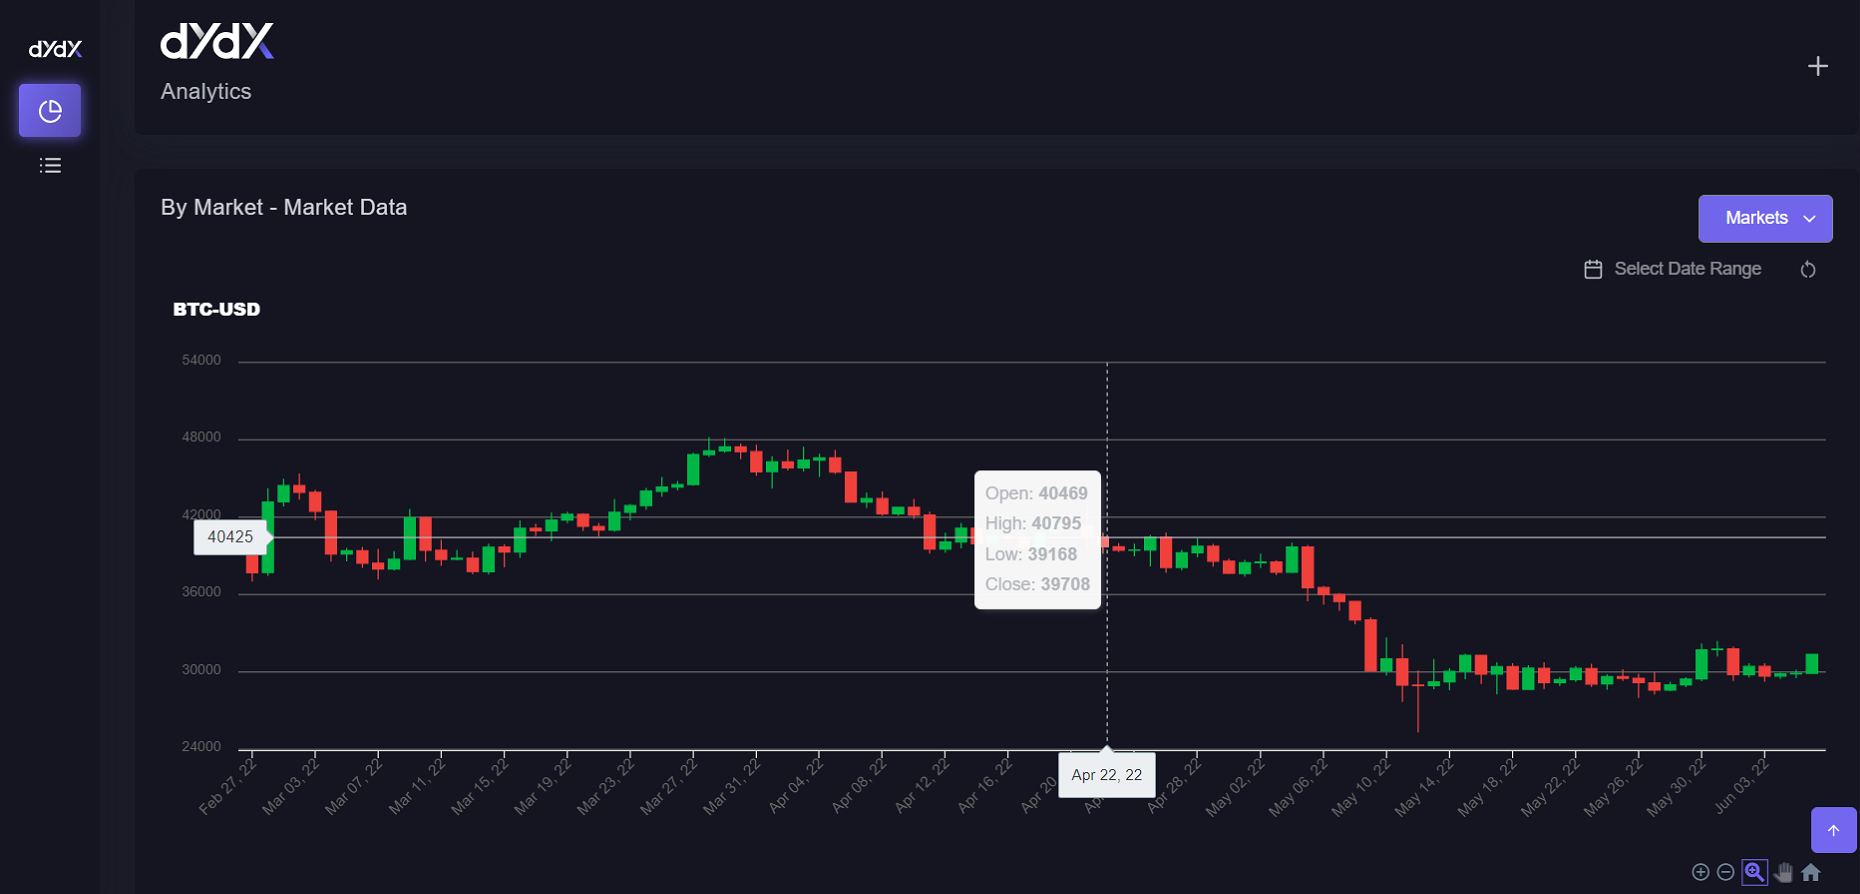 dYdX
dYdX
Analytics
By Market - Market Data
Markets
Select Date Range
BTC-USD
54000
48000
42000
40425
36000
30000
24000
Open: 40469
High: 40795
Low: 39168
Close: 39708
Feb 27, 22
Mar 03, 22
Mar 07, 22
Mar 11, 22
Mar 15, 22
Mar 19, 22
Mar 23, 22
Mar 27, 22
Mar 31, 22
Apr 04, 22
Apr 08, 22
Apr 12, 22
Apr 16, 22
Apr 20
Apr 22, 22
Apr 28, 22
May 02, 22
May 06, 22
May 10, 22
May 14, 22
May 18, 22
May 22, 22
May 26, 22
May 30, 22
Jun 03, 22